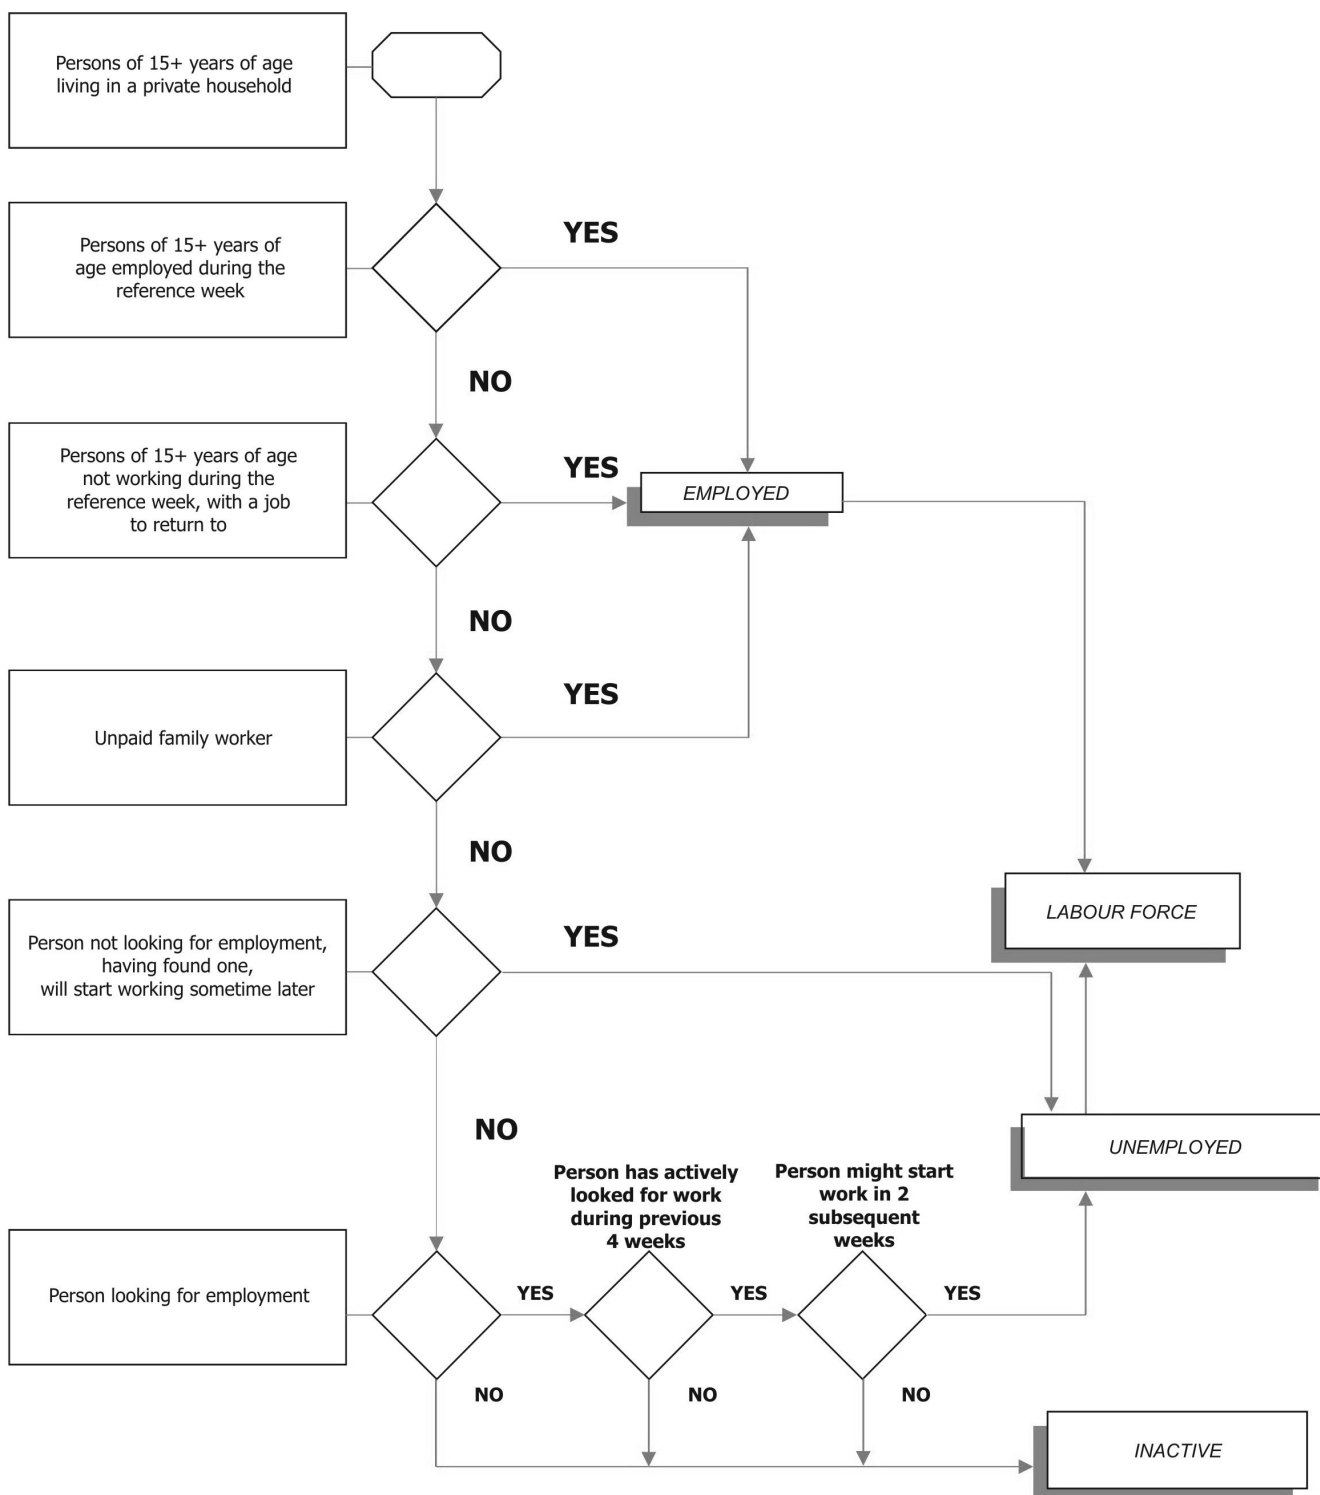 Persons of 15+ years of age
living in a private household
Persons of 15+ years of
age employed during the
reference week
YES
NO
Persons of 15+ years of age
not working during the
reference week, with a job
to return to
YES
EMPLOYED
NO
Unpaid family worker
YES
NO
Person not looking for employment,
having found one,
will start working sometime later
YES
LABOUR FORCE
NO
UNEMPLOYED
Person has actively
looked for work
during previous
4 weeks
Person might start
work in 2
subsequent
weeks
Person looking for employment
YES
YES
YES
NO
NO
NO
INACTIVE